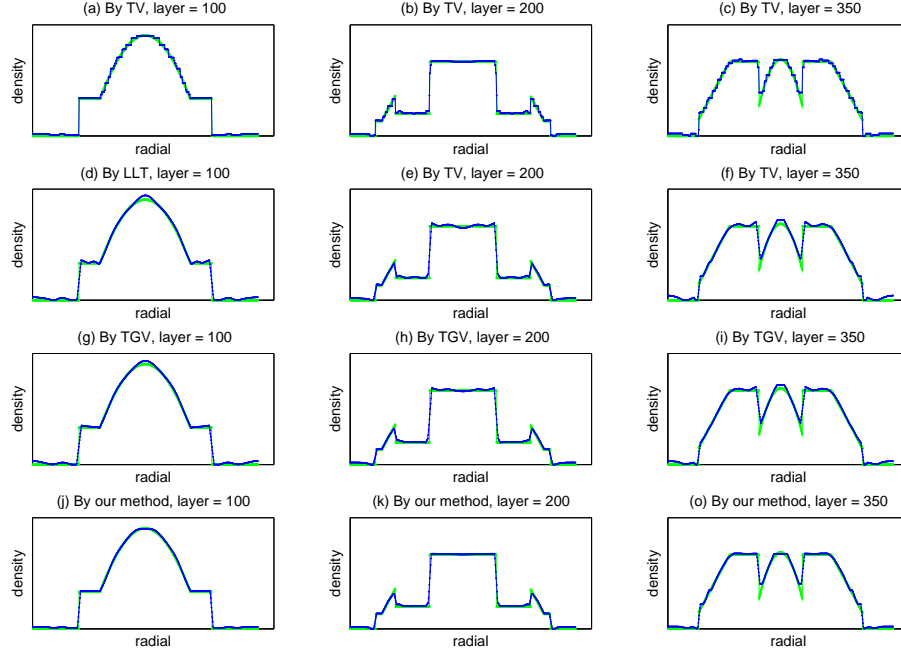 (a) By TV, layer = 100
(b) By TV, layer = 200
(c) By TV, layer = 350
density
density
density
radial
radial
radial
(d) By LLT, layer = 100
(e) By TV, layer = 200
(f) By TV, layer = 350
density
density
density
radial
radial
radial
(g) By TGV, layer = 100
(h) By TGV, layer = 200
(i) By TGV, layer = 350
density
density
density
radial
radial
radial
(j) By our method, layer = 100
(k) By our method, layer = 200
(o) By our method, layer = 350
density
density
density
radial
radial
radial